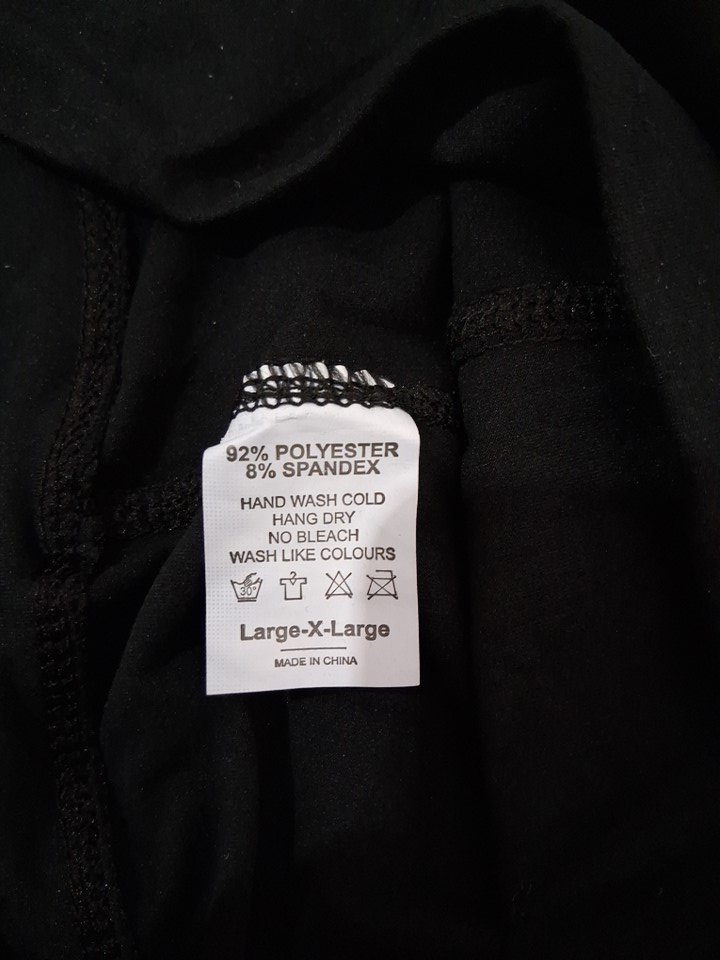 92% POLYESTER
8% SPANDEX
HAND WASH COLD
HANG DRY
NO BLEACH
WASH LIKE COLOURS
30°
Large-X-Large
MADE IN CHINA